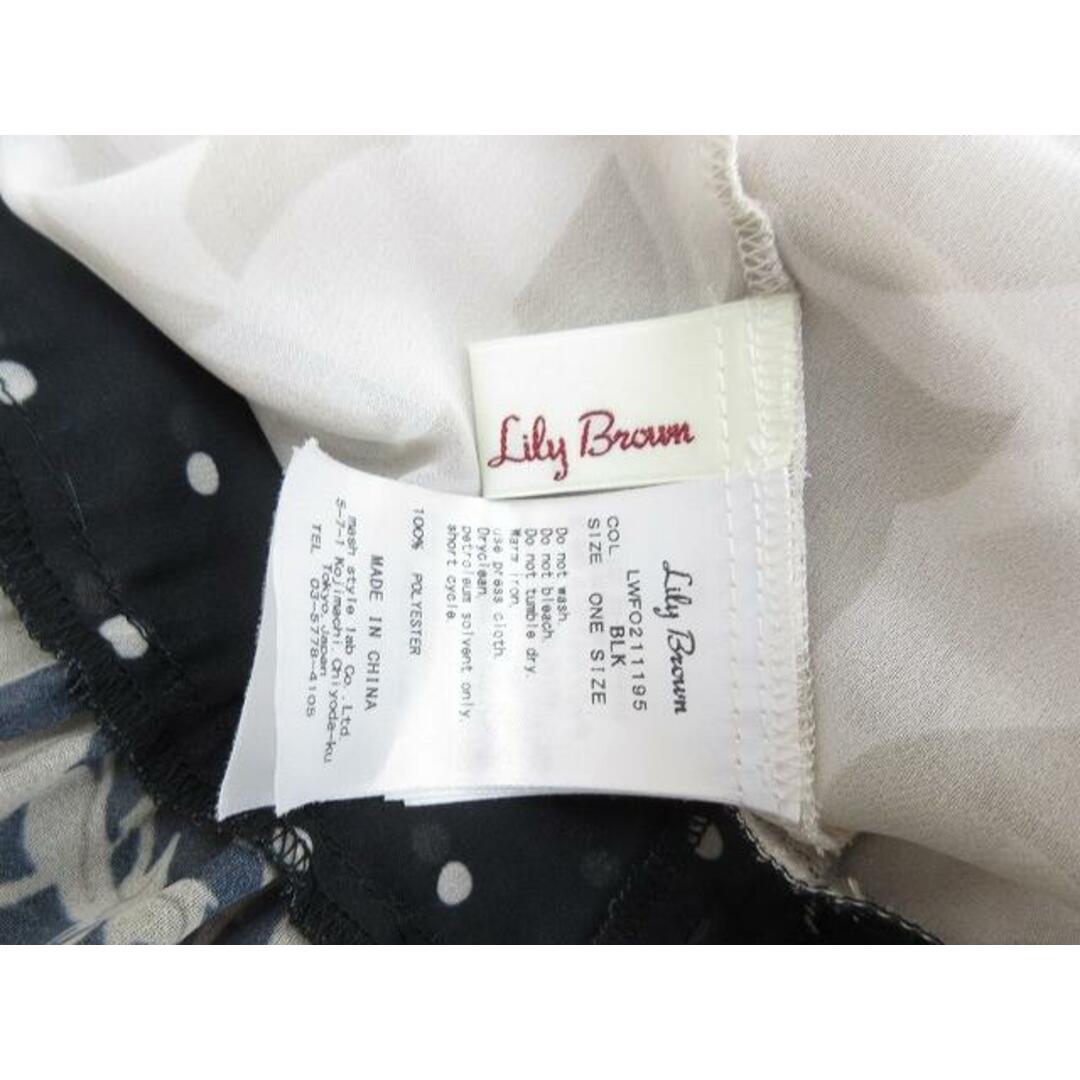 Lily Brown
Lily Brown
LWFO211195
COL BLK
SIZE ONE SIZE
Do not wash.
Do not bleach.
Do not tumble dry.
Warm iron.
use press cloth.
Dryclean.
petroleum solvent only.
short cycle.
100% POLYESTER
MADE IN CHINA
mash style lab Co.,Ltd.
5-7-1 Kojimachi Chiyoda-ku
Tokyo,Japan
TEL 03-5778-4105